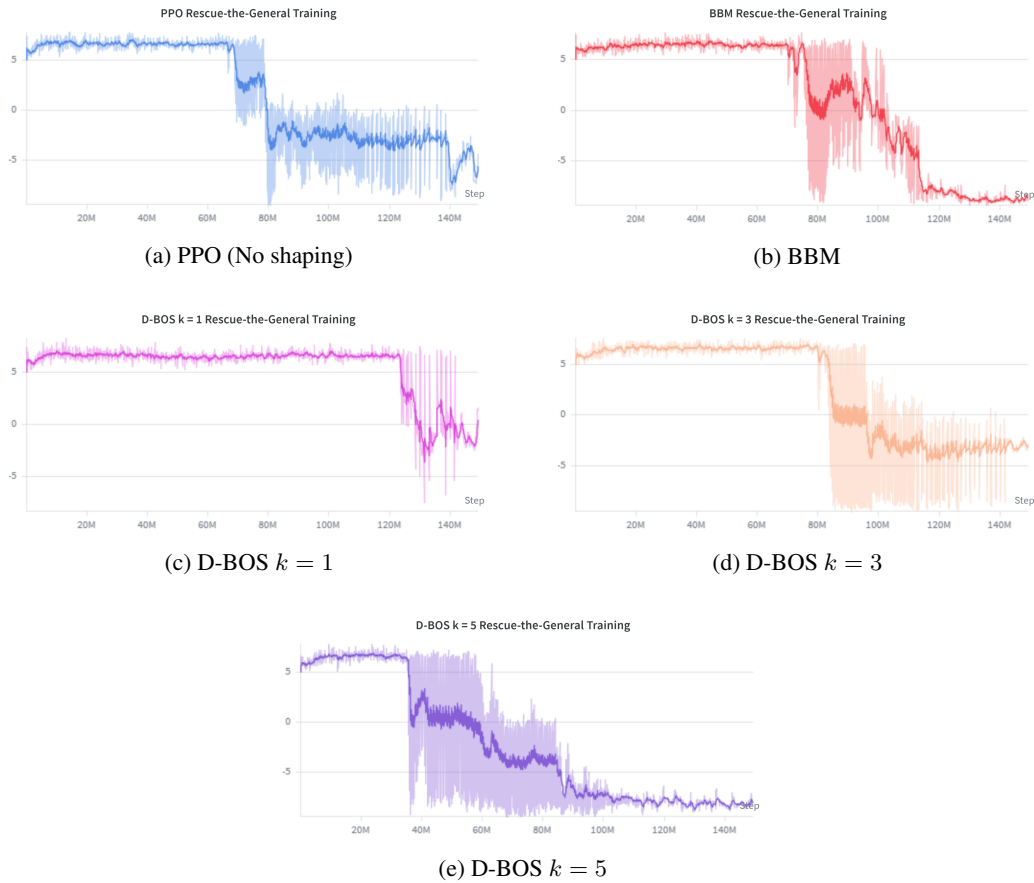 PPO Rescue-the-General Training
5
0
-5
Step
20M 40M 60M 80M 100M 120M 140M
(a) PPO (No shaping)
BBM Rescue-the-General Training
5
0
-5
Step
20M 40M 60M 80M 100M 120M 140M
(b) BBM
D-BOS k = 1 Rescue-the-General Training
5
0
-5
Step
20M 40M 60M 80M 100M 120M 140M
(c) D-BOS k = 1
D-BOS k = 3 Rescue-the-General Training
5
0
-5
Step
20M 40M 60M 80M 100M 120M 140M
(d) D-BOS k = 3
D-BOS k = 5 Rescue-the-General Training
5
0
-5
Step
20M 40M 60M 80M 100M 120M 140M
(e) D-BOS k = 5